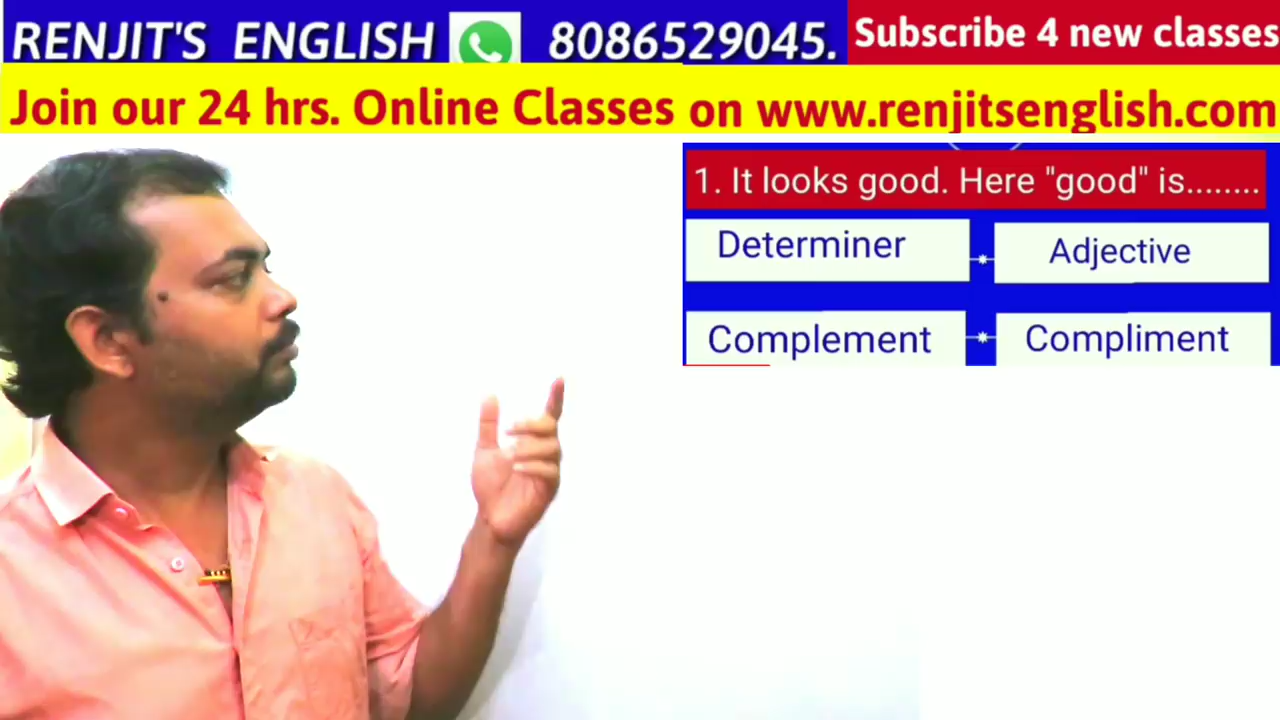 RENJIT'S ENGLISH 8086529045. Subscribe 4 new classes
Join our 24 hrs. Online Classes on www.renjitsenglish.com
1. It looks good. Here "good" is........
Determiner Adjective
Complement Compliment